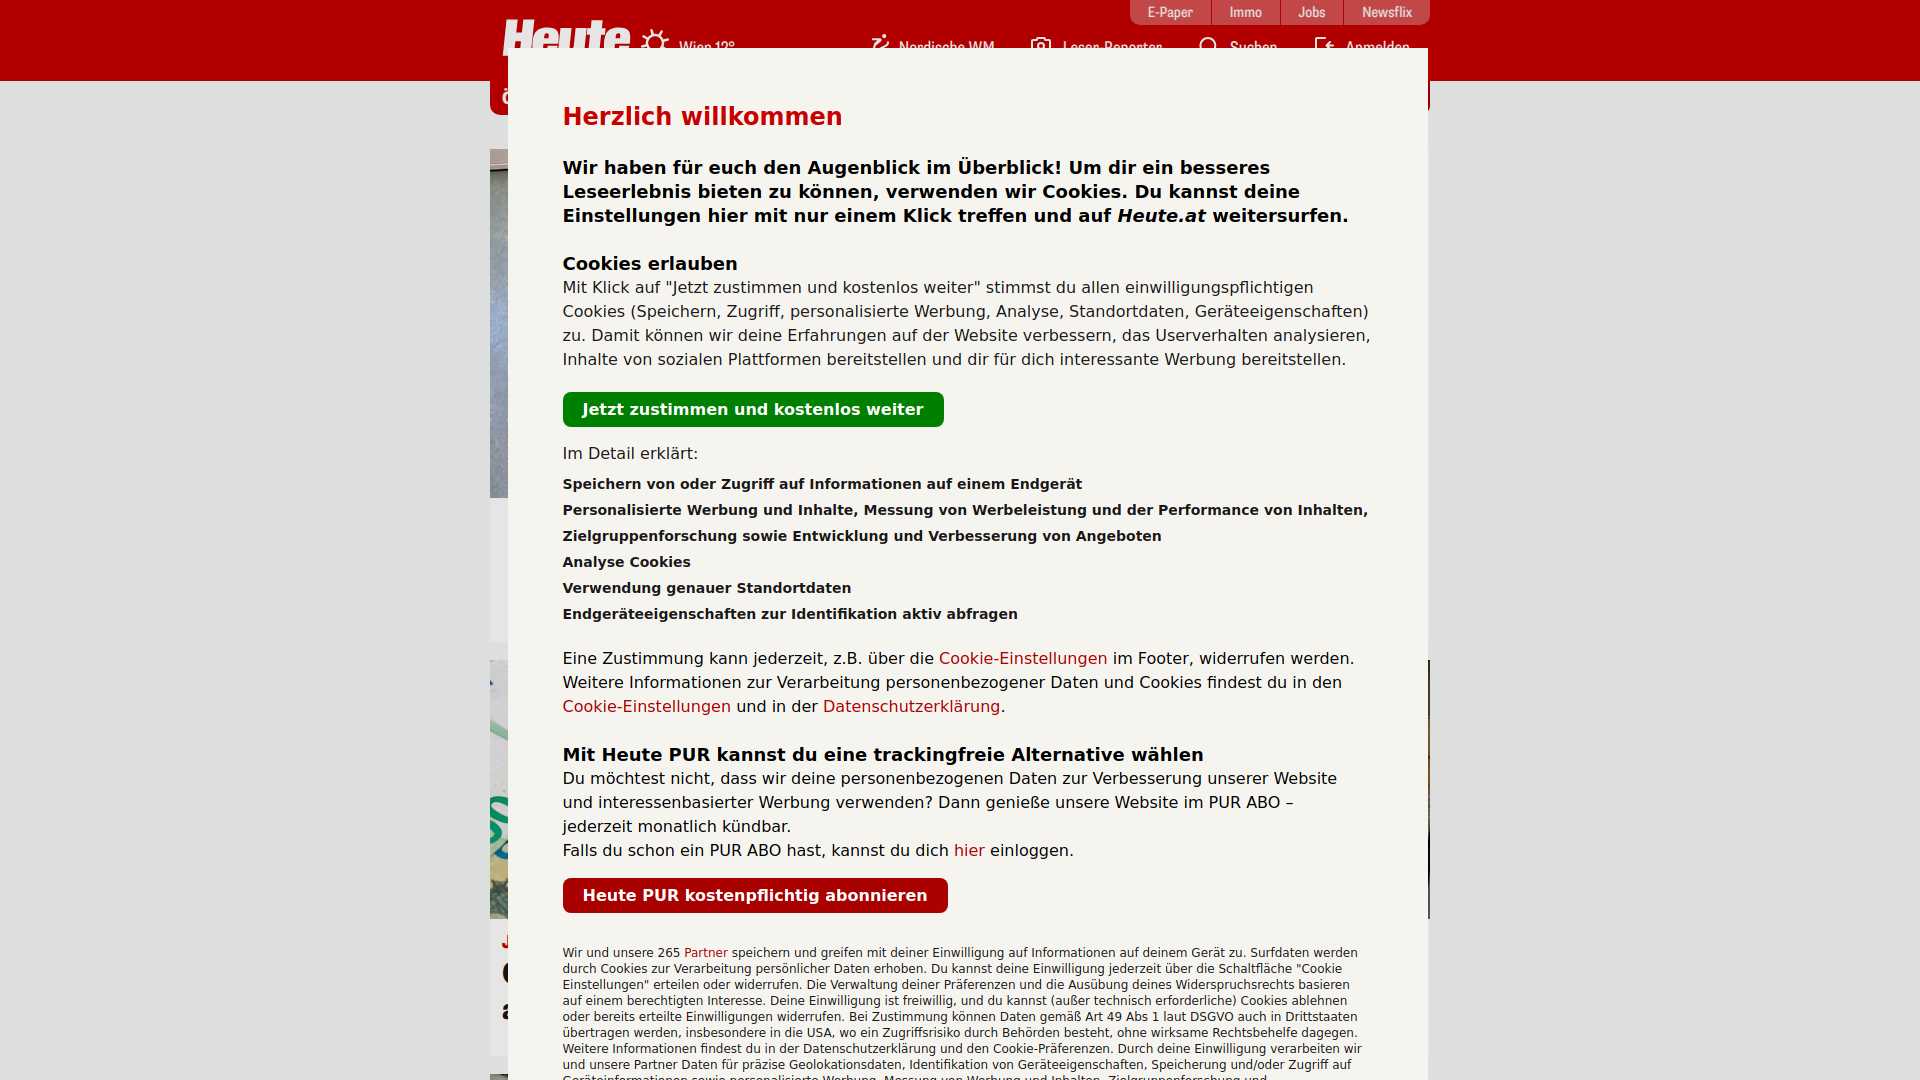 E-Paper
Immo
Jobs
Newsflix
Heute
Wien 12°
Nordische WM
Leser-Reporter
Suchen
Anmelden
Herzlich willkommen
Wir haben für euch den Augenblick im Überblick! Um dir ein besseres
Leseerlebnis bieten zu können, verwenden wir Cookies. Du kannst deine
Einstellungen hier mit nur einem Klick treffen und auf Heute.at weitersurfen.
Cookies erlauben
Mit Klick auf "Jetzt zustimmen und kostenlos weiter" stimmst du allen einwilligungspflichtigen
Cookies (Speichern, Zugriff, personalisierte Werbung, Analyse, Standortdaten, Geräteeigenschaften)
zu. Damit können wir deine Erfahrungen auf der Website verbessern, das Userverhalten analysieren,
Inhalte von sozialen Plattformen bereitstellen und dir für dich interessante Werbung bereitstellen.
Jetzt zustimmen und kostenlos weiter
Im Detail erklärt:
Speichern von oder Zugriff auf Informationen auf einem Endgerät
Personalisierte Werbung und Inhalte, Messung von Werbeleistung und der Performance von Inhalten,
Zielgruppenforschung sowie Entwicklung und Verbesserung von Angeboten
Analyse Cookies
Verwendung genauer Standortdaten
Endgeräteeigenschaften zur Identifikation aktiv abfragen
Eine Zustimmung kann jederzeit, z.B. über die Cookie-Einstellungen im Footer, widerrufen werden.
Weitere Informationen zur Verarbeitung personenbezogener Daten und Cookies findest du in den
Cookie-Einstellungen und in der Datenschutzerklärung.
Mit Heute PUR kannst du eine trackingfreie Alternative wählen
Du möchtest nicht, dass wir deine personenbezogenen Daten zur Verbesserung unserer Website
und interessenbasierter Werbung verwenden? Dann genieße unsere Website im PUR ABO –
jederzeit monatlich kündbar.
Falls du schon ein PUR ABO hast, kannst du dich hier einloggen.
Heute PUR kostenpflichtig abonnieren
Wir und unsere 265 Partner speichern und greifen mit deiner Einwilligung auf Informationen auf deinem Gerät zu. Surfdaten werden
durch Cookies zur Verarbeitung persönlicher Daten erhoben. Du kannst deine Einwilligung jederzeit über die Schaltfläche "Cookie
Einstellungen" erteilen oder widerrufen. Die Verwaltung deiner Präferenzen und die Ausübung deines Widerspruchsrechts basieren
auf einem berechtigten Interesse. Deine Einwilligung ist freiwillig, und du kannst (außer technisch erforderliche) Cookies ablehnen
oder bereits erteilte Einwilligungen widerrufen. Bei Zustimmung können Daten gemäß Art 49 Abs 1 laut DSGVO auch in Drittstaaten
übertragen werden, insbesondere in die USA, wo ein Zugriffsrisiko durch Behörden besteht, ohne wirksame Rechtsbehelfe dagegen.
Weitere Informationen findest du in der Datenschutzerklärung und den Cookie-Präferenzen. Durch deine Einwilligung verarbeiten wir
und unsere Partner Daten für präzise Geolokationsdaten, Identifikation von Geräteeigenschaften, Speicherung und/oder Zugriff auf
Geräteinformationen sowie personalisierte Werbung, Messung von Werbung und Inhalten, Zielgruppenforschung und